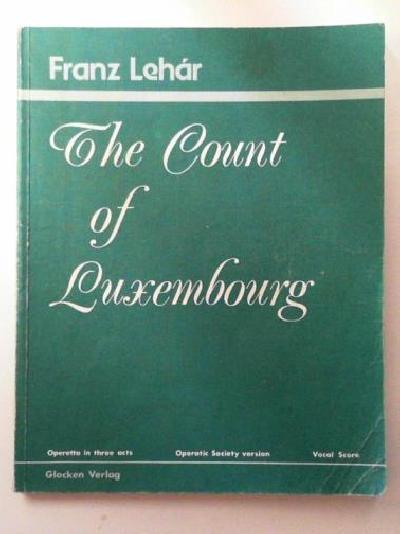 Franz Lehár
The Count
of
Luxembourg
Operetta in three acts Operatic Society version Vocal Score
Glocken Verlag